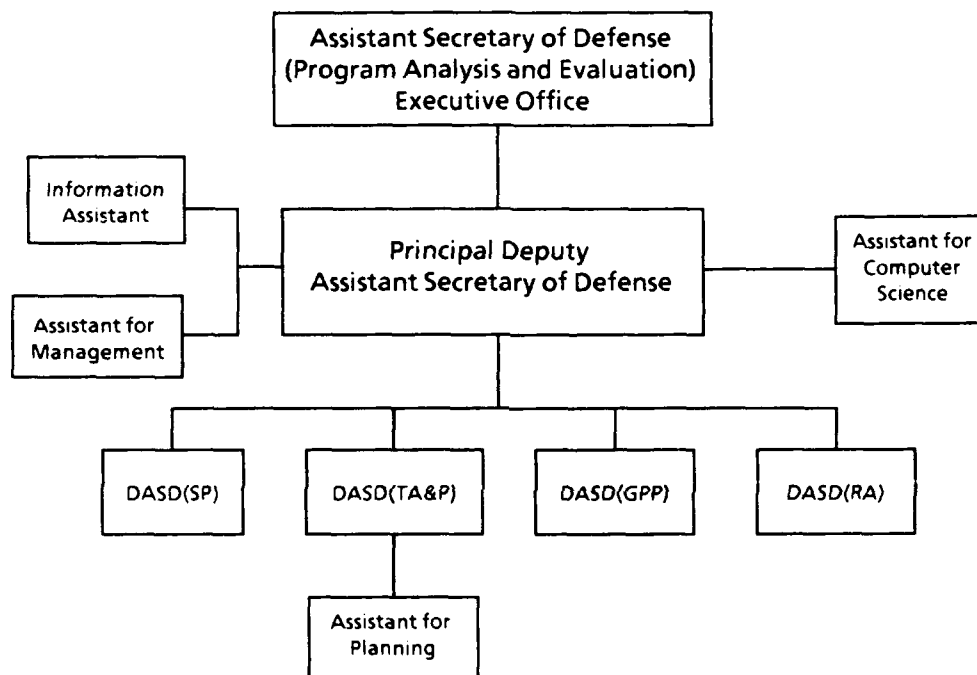 Assistant Secretary of Defense
(Program Analysis and Evaluation)
Executive Office
Information
Assistant
Principal Deputy
Assistant Secretary of Defense
Assistant for
Computer
Science
Assistant for
Management
DASD(SP)
DASD(TA&P)
DASD(GPP)
DASD(RA)
Assistant for
Planning